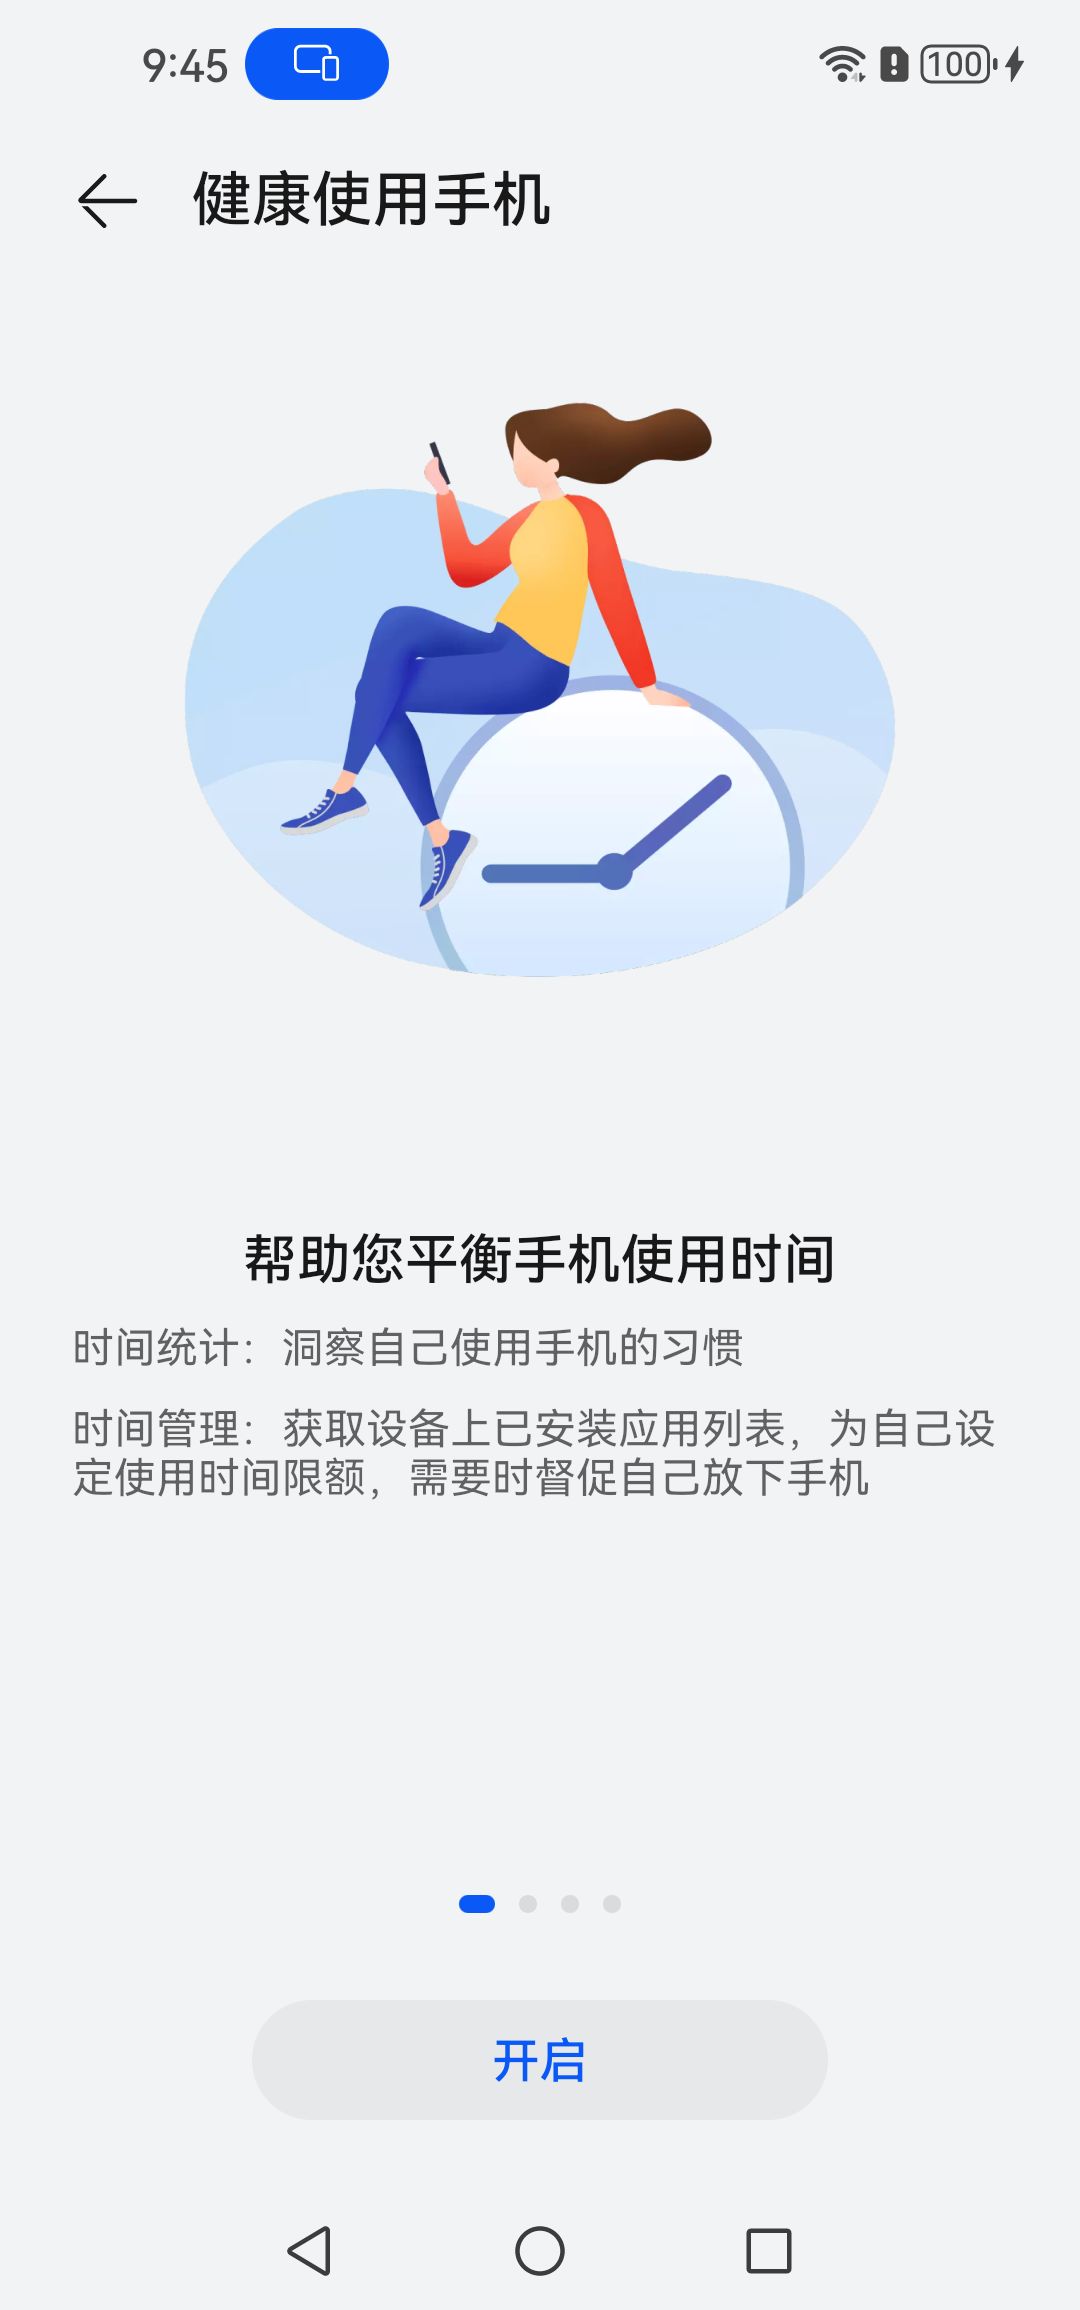 9:45
100
健康使用手机
帮助您平衡手机使用时间
时间统计：洞察自己使用手机的习惯
时间管理：获取设备上已安装应用列表，为自己设
定使用时间限额，需要时督促自己放下手机
开启